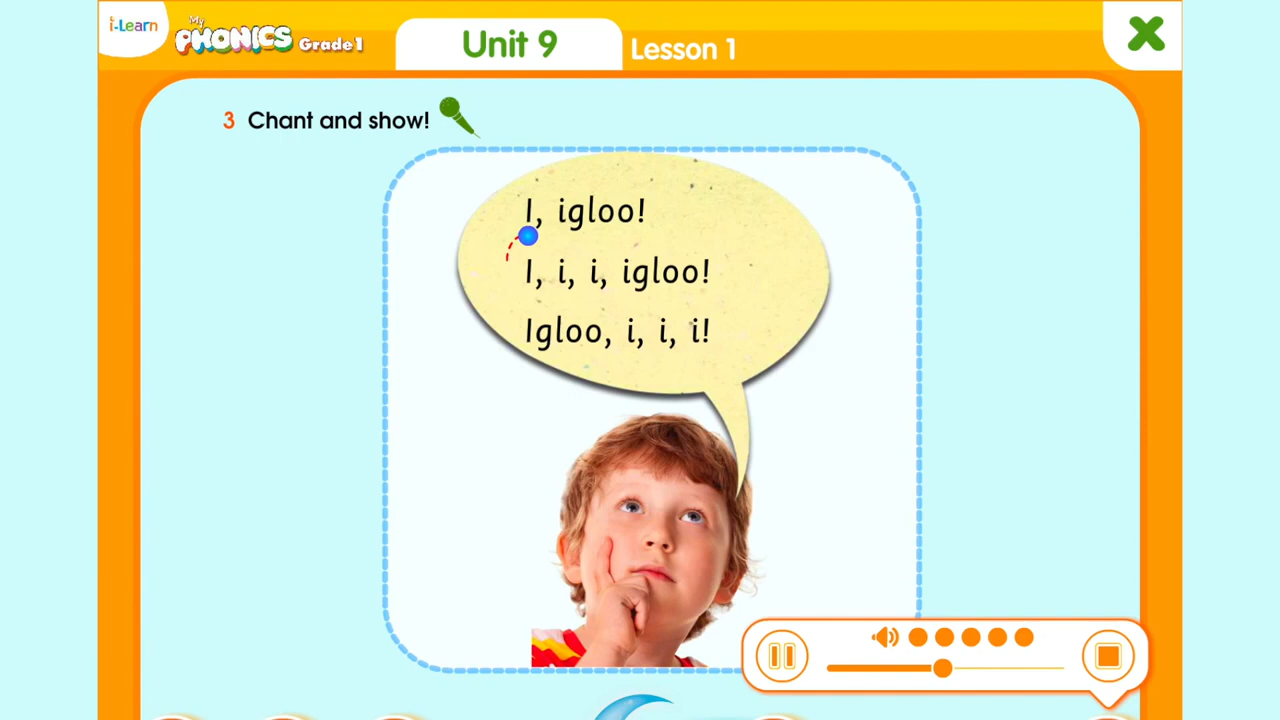 i-Learn
My
PHONICS Grade 1
Unit 9
Lesson 1
3 Chant and show!
I, igloo!
I, i, i, igloo!
Igloo, i, i, i!